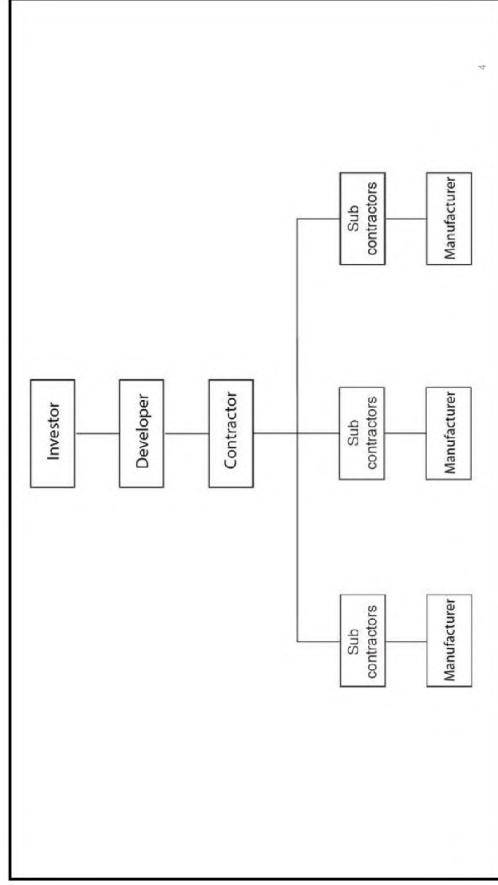 Investor
Developer
Contractor
Sub
contractors
Sub
contractors
Sub
contractors
Manufacturer
Manufacturer
Manufacturer
4